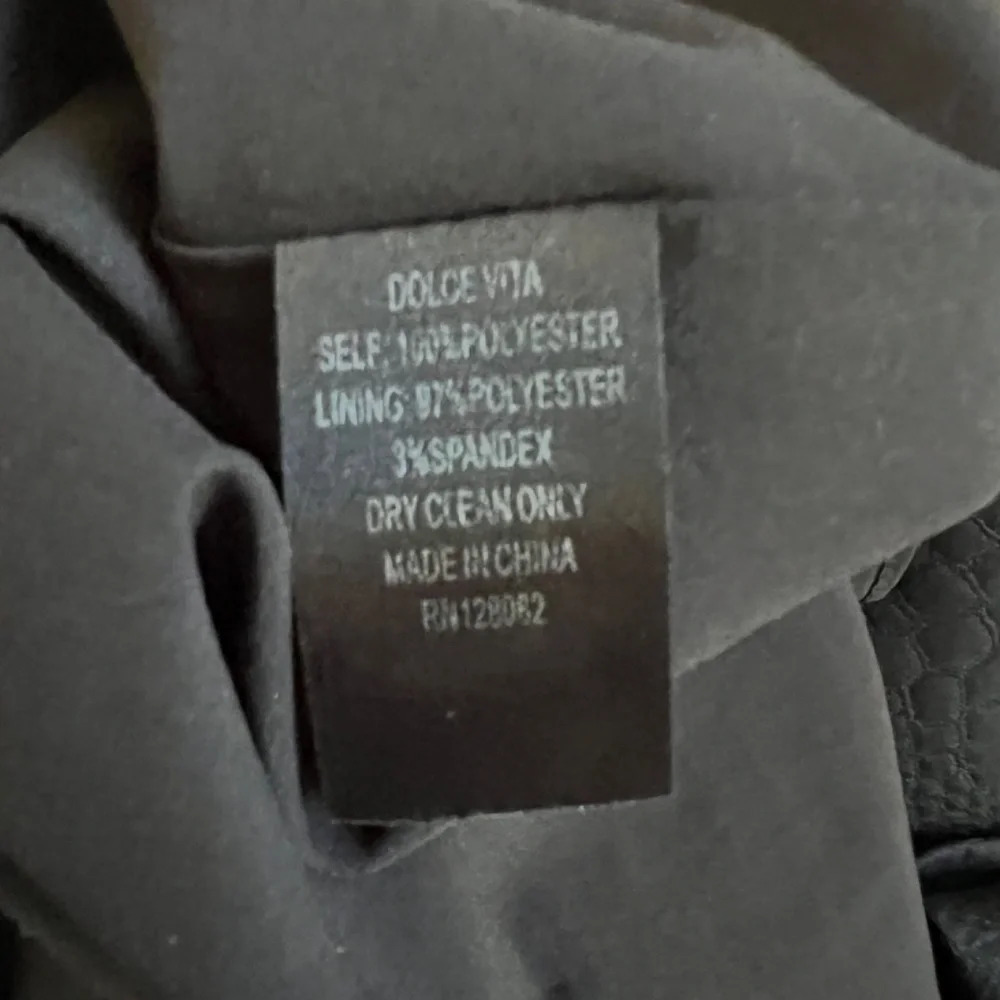 DOLCE VITA
SELF: 100%POLYESTER
LINING: 97%POLYESTER
3%SPANDEX
DRY CLEAN ONLY
MADE IN CHINA
RN128082